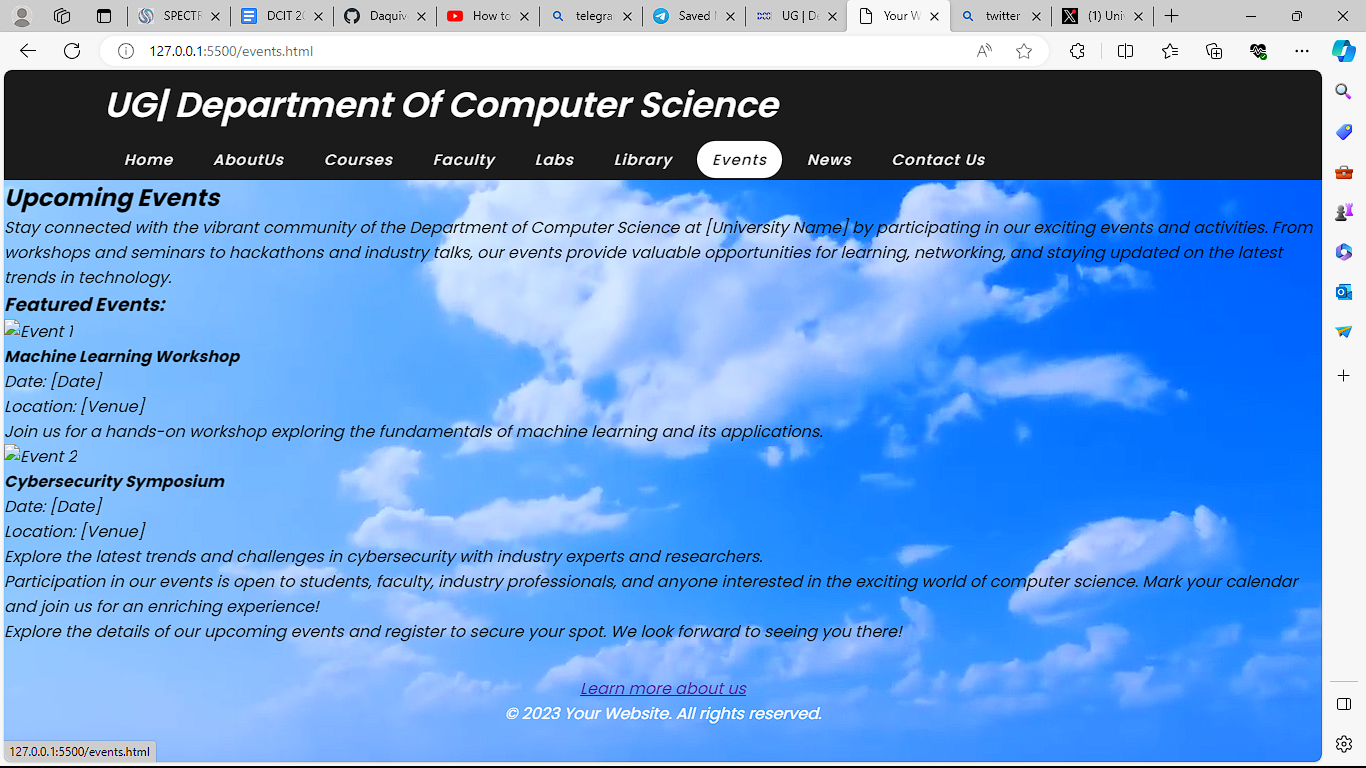 SPECTR
DCIT 20
Daquiv
How to
telegra
Saved
UG | De
Your W
twitter
(1) Uni
127.0.0.1:5500/events.html
UG| Department Of Computer Science
Home AboutUs Courses Faculty Labs Library Events News Contact Us
Upcoming Events
Stay connected with the vibrant community of the Department of Computer Science at [University Name] by participating in our exciting events and activities. From
workshops and seminars to hackathons and industry talks, our events provide valuable opportunities for learning, networking, and staying updated on the latest
trends in technology.
Featured Events:
Event 1
Machine Learning Workshop
Date: [Date]
Location: [Venue]
Join us for a hands-on workshop exploring the fundamentals of machine learning and its applications.
Event 2
Cybersecurity Symposium
Date: [Date]
Location: [Venue]
Explore the latest trends and challenges in cybersecurity with industry experts and researchers.
Participation in our events is open to students, faculty, industry professionals, and anyone interested in the exciting world of computer science. Mark your calendar
and join us for an enriching experience!
Explore the details of our upcoming events and register to secure your spot. We look forward to seeing you there!
Learn more about us
© 2023 Your Website. All rights reserved.
127.0.0.1:5500/events.html